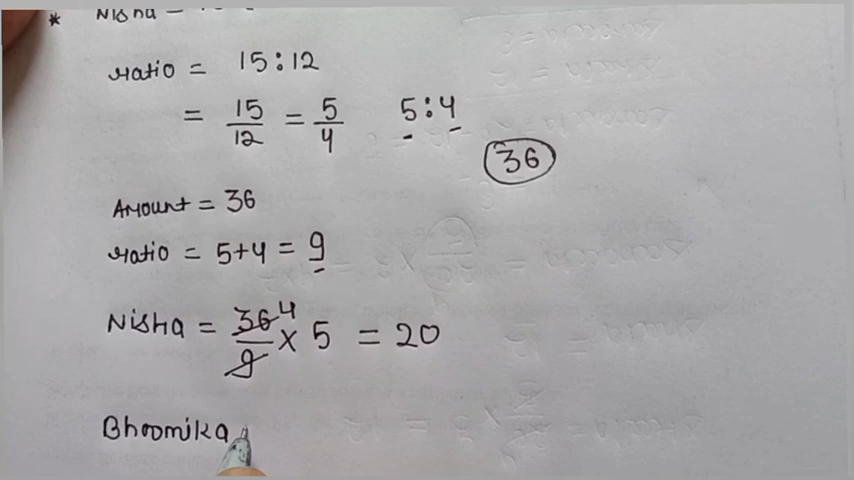 * Nisha =
ratio = 15:12
= 15/12 = 5/4 5:4
36
Amount = 36
ratio = 5+4 = 9
Nisha = 36/9 4 × 5 = 20
Bhoomika